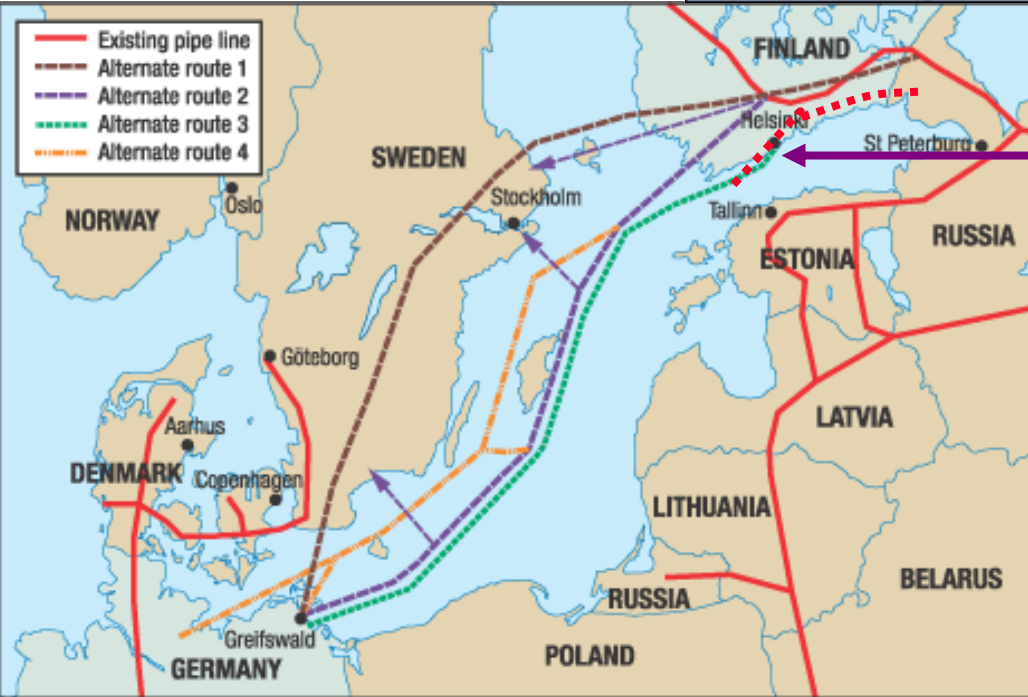 Existing pipe line
Alternate route 1
Alternate route 2
Alternate route 3
Alternate route 4
FINLAND
Helsinki
St Peterburg
SWEDEN
Stockholm
Oslo
NORWAY
Tallinn
RUSSIA
ESTONIA
Göteborg
LATVIA
Aarhus
DENMARK
Copenhagen
LITHUANIA
BELARUS
RUSSIA
Greifswald
POLAND
GERMANY